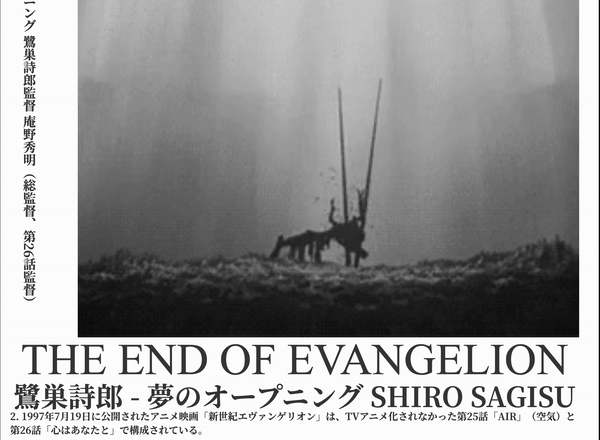 ニング 鷺巣詩郎監督 庵野秀明（総監督、第26話監督）
THE END OF EVANGELION
鷺巣詩郎 - 夢のオープニング SHIRO SAGISU
2. 1997年7月19日に公開されたアニメ映画「新世紀エヴァンゲリオン」は、TVアニメ化されなかった第25話「AIR」（空気）と
第26話「心はあなたと」で構成されている。